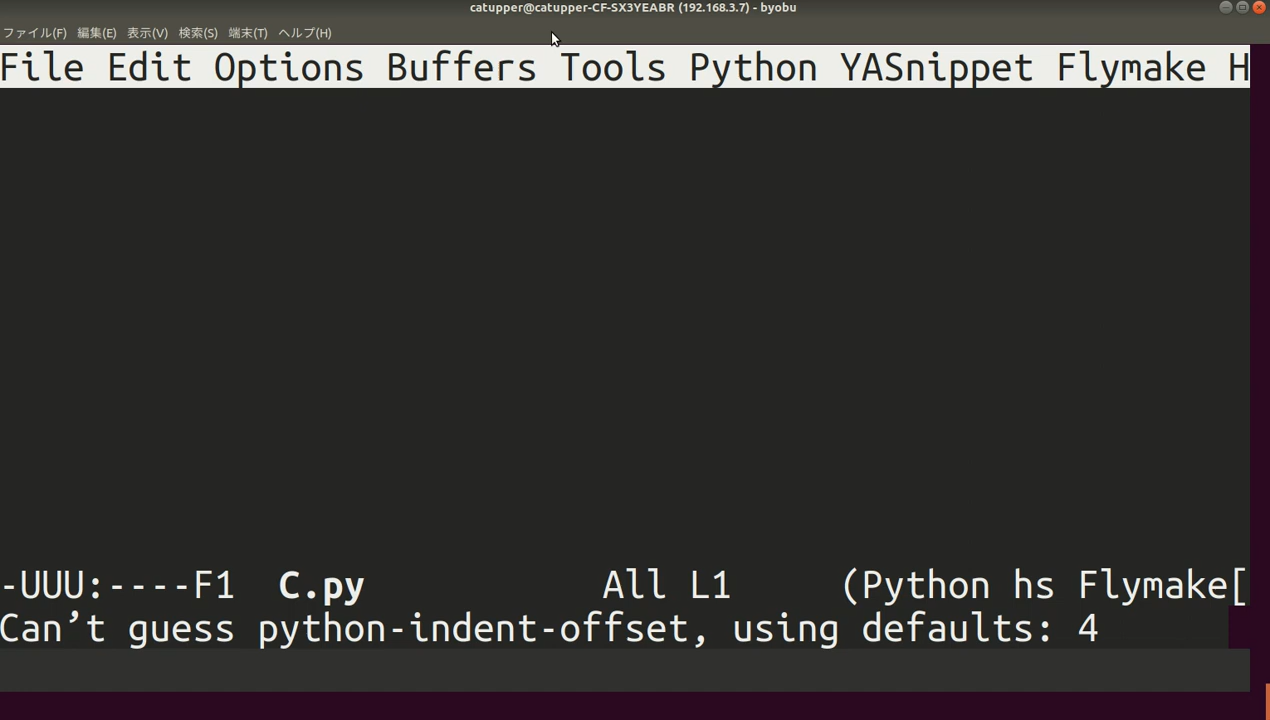 catupper@catupper-CF-SX3YEABR (192.168.3.7) - byobu
ファイル(F) 編集(E) 表示(V) 検索(S) 端末(T) ヘルプ(H)
File Edit Options Buffers Tools Python YASnippet Flymake H
-UUU:----F1 C.py All L1 (Python hs Flymake[
Can’t guess python-indent-offset, using defaults: 4